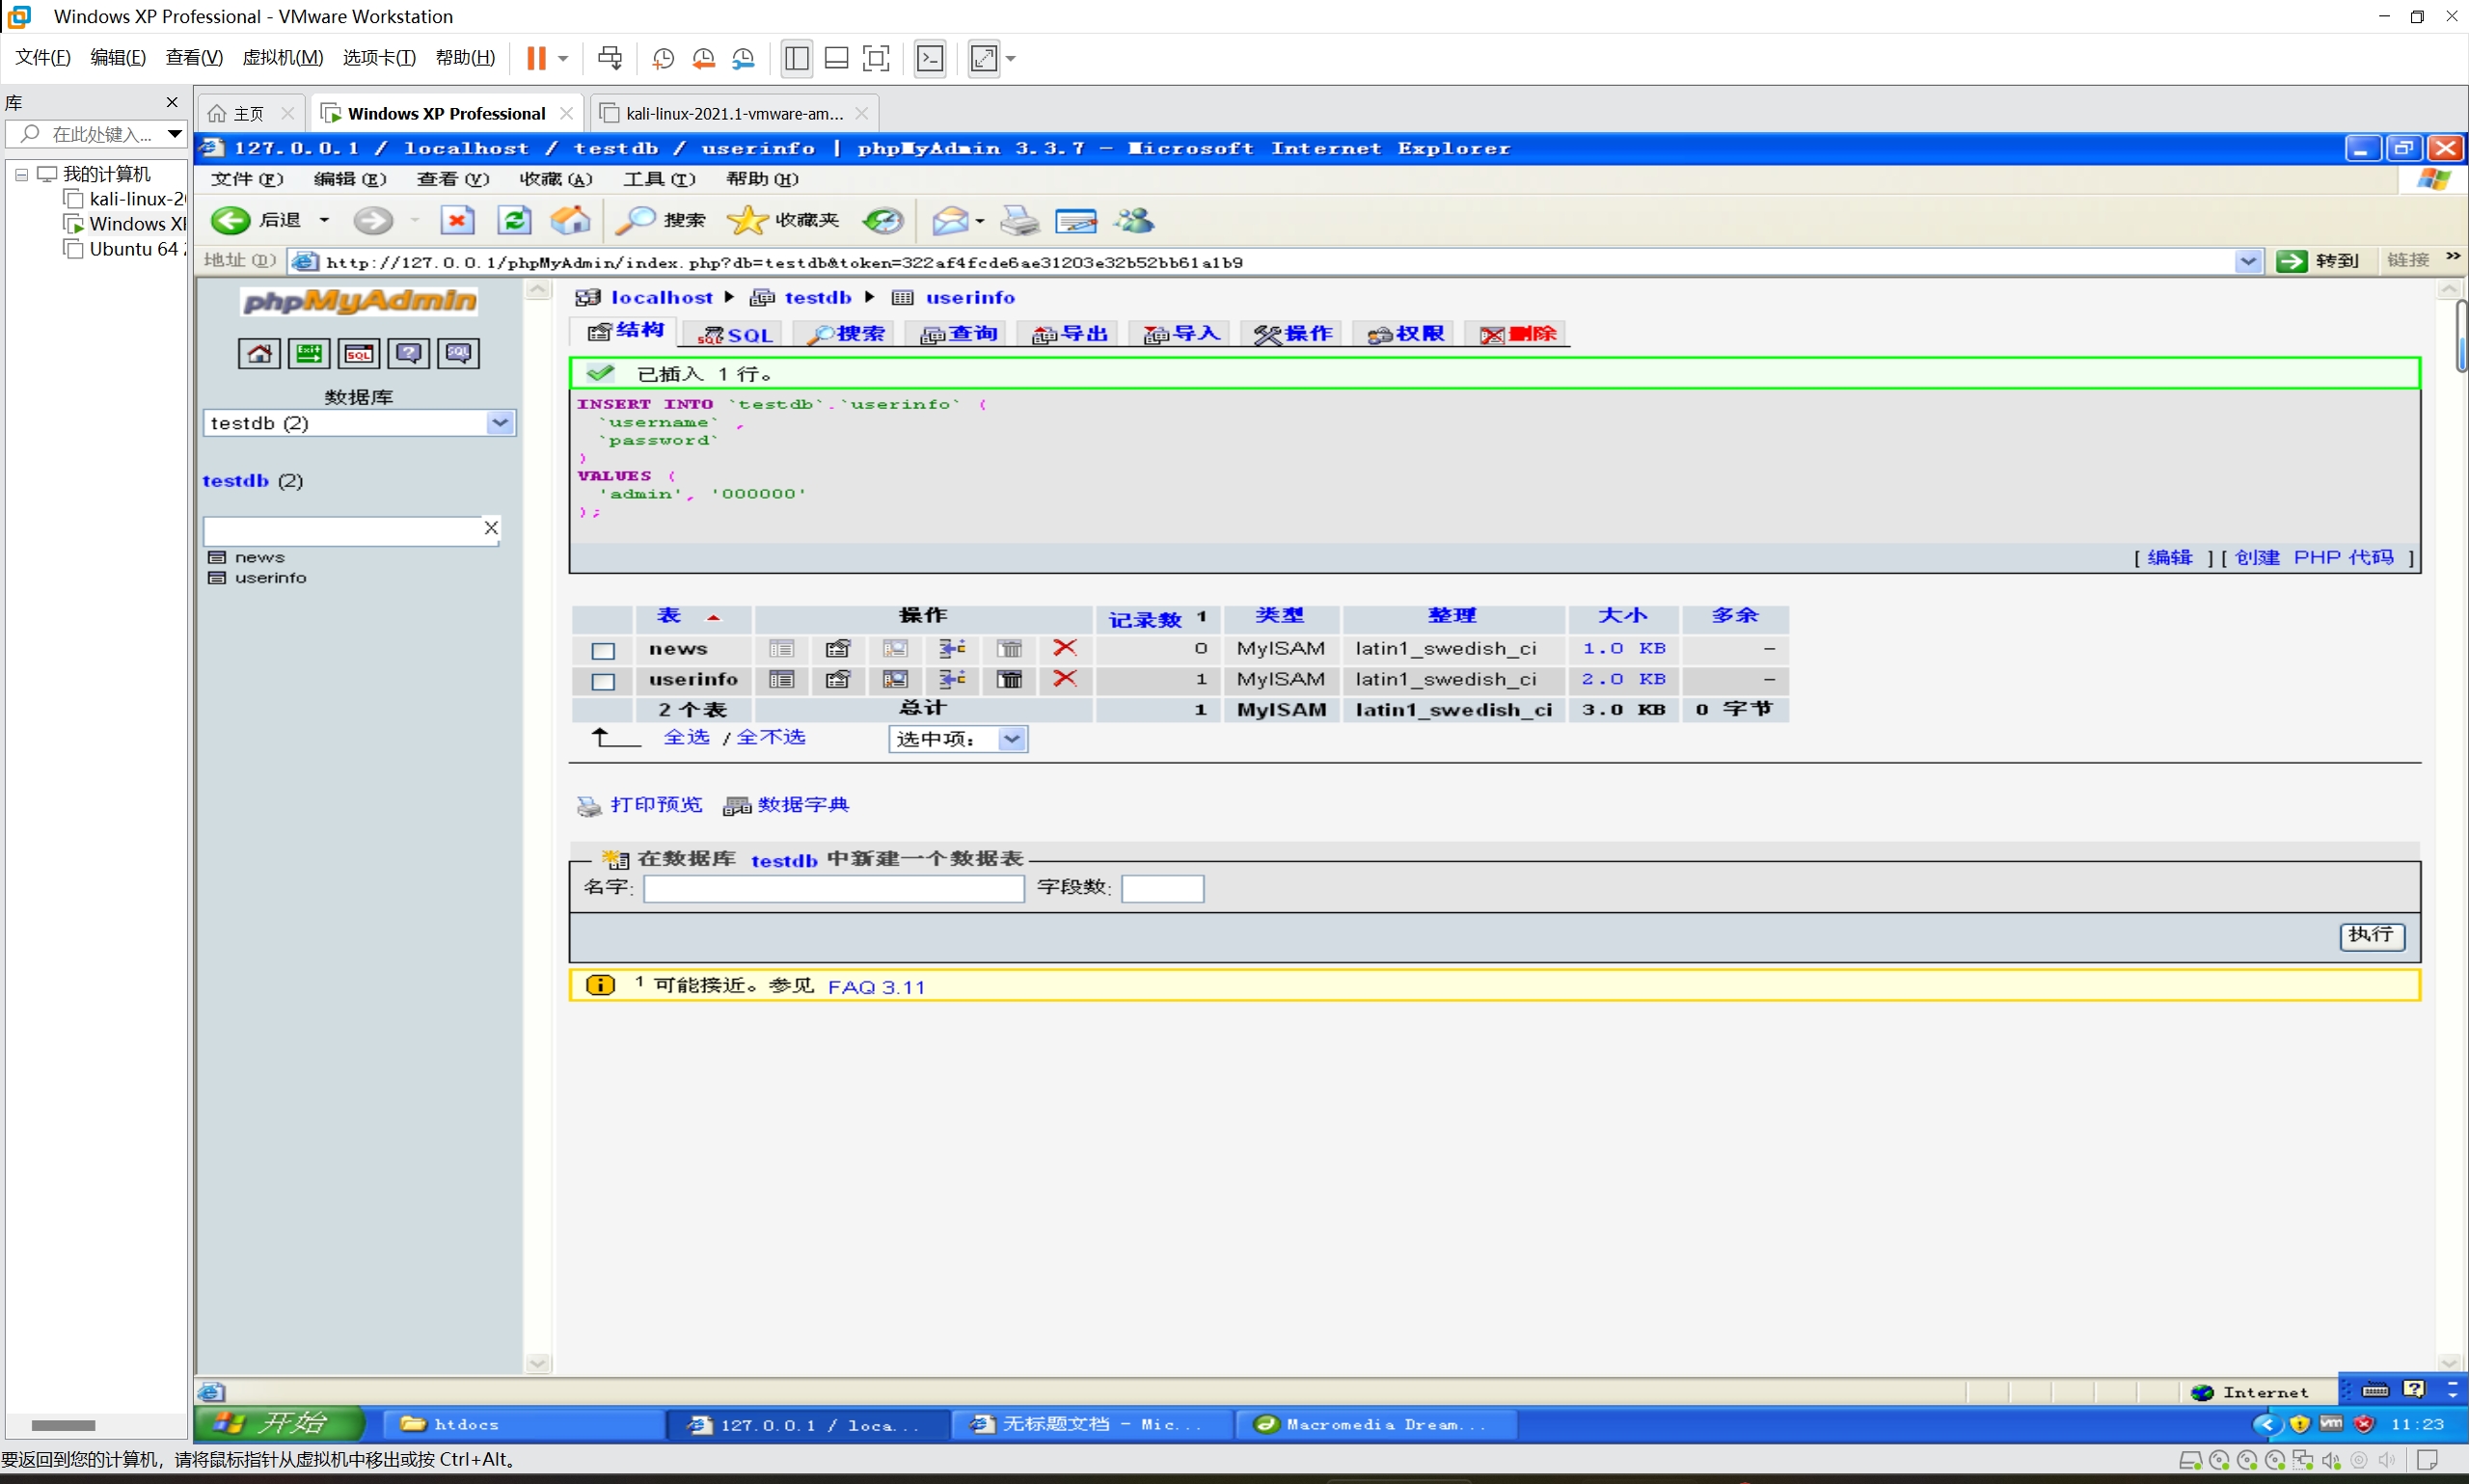 Windows XP Professional - VMware Workstation
文件(F) 编辑(E) 查看(V) 虚拟机(M) 选项卡(T) 帮助(H)
库
在此处键入...
我的计算机
kali-linux-2
Windows XP
Ubuntu 64
主页
Windows XP Professional
kali-linux-2021.1-vmware-am...
127.0.0.1 / localhost / testdb / userinfo | phpMyAdmin 3.3.7 - Microsoft Internet Explorer
文件(F) 编辑(E) 查看(V) 收藏(A) 工具(T) 帮助(H)
后退 搜索 收藏夹
地址(D) http://127.0.0.1/phpMyAdmin/index.php?db=testdb&token=322af4fcde6ae31203e32b52bb61a1b9 转到 链接 »
phpMyAdmin
数据库
testdb (2)
testdb (2)
X
news
userinfo
localhost ▶ testdb ▶ userinfo
结构 SQL 搜索 查询 导出 导入 操作 权限 删除
已插入 1 行。
INSERT INTO `testdb`.`userinfo` (
`username` ,
`password`
)
VALUES (
'admin', '000000'
);
[ 编辑 ] [ 创建 PHP 代码 ]
表 操作 记录数 1 类型 整理 大小 多余
news 0 MyISAM latin1_swedish_ci 1.0 KB -
userinfo 1 MyISAM latin1_swedish_ci 2.0 KB -
2 个表 总计 1 MyISAM latin1_swedish_ci 3.0 KB 0 字节
全选 / 全不选 选中项:
打印预览 数据字典
在数据库 testdb 中新建一个数据表
名字: 字段数:
执行
1 可能接近。参见 FAQ 3.11
Internet
开始 htdocs 127.0.0.1 / loca... 无标题文档 - Mic... Macromedia Dream... 11:23
要返回到您的计算机，请将鼠标指针从虚拟机中移出或按 Ctrl+Alt。